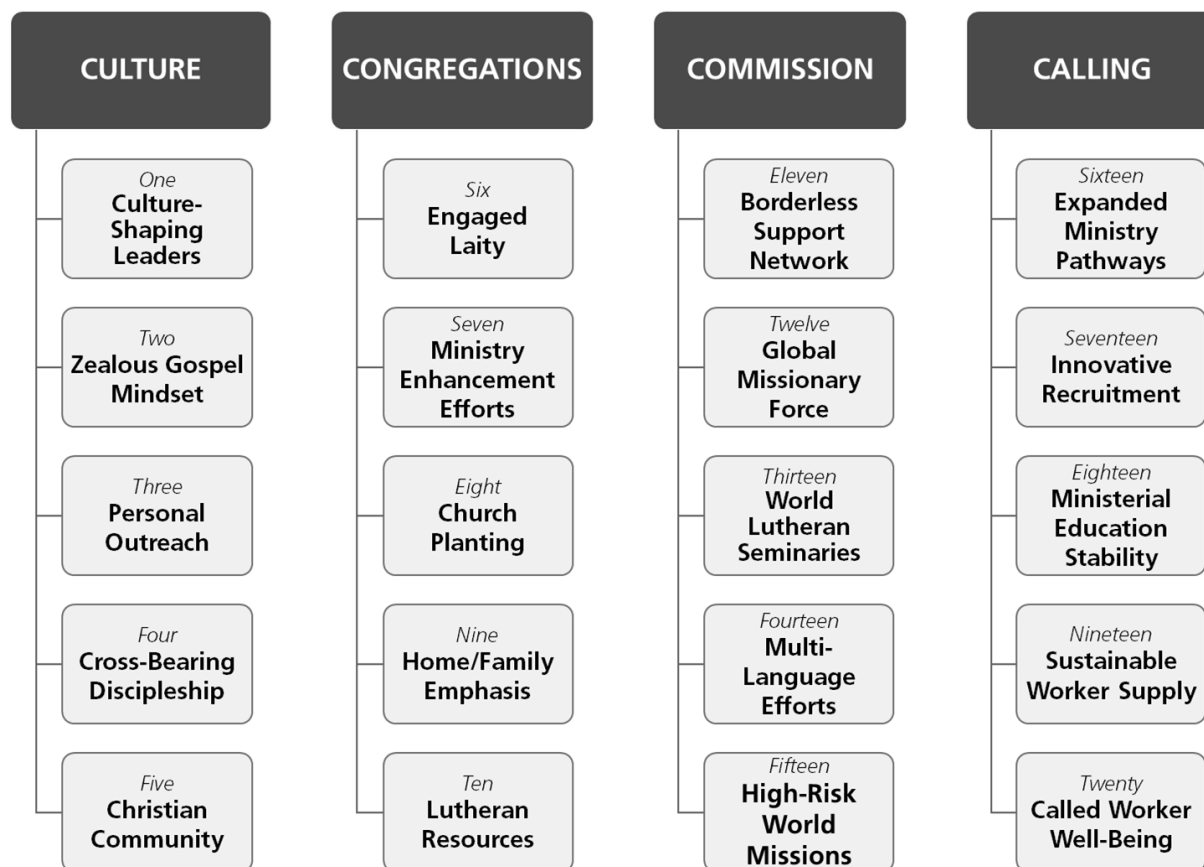 CULTURE
One
Culture-
Shaping
Leaders
Two
Zealous Gospel
Mindset
Three
Personal
Outreach
Four
Cross-Bearing
Discipleship
Five
Christian
Community
CONGREGATIONS
Six
Engaged
Laity
Seven
Ministry
Enhancement
Efforts
Eight
Church
Planting
Nine
Home/Family
Emphasis
Ten
Lutheran
Resources
COMMISSION
Eleven
Borderless
Support
Network
Twelve
Global
Missionary
Force
Thirteen
World
Lutheran
Seminaries
Fourteen
Multi-
Language
Efforts
Fifteen
High-Risk
World
Missions
CALLING
Sixteen
Expanded
Ministry
Pathways
Seventeen
Innovative
Recruitment
Eighteen
Ministerial
Education
Stability
Nineteen
Sustainable
Worker Supply
Twenty
Called Worker
Well-Being